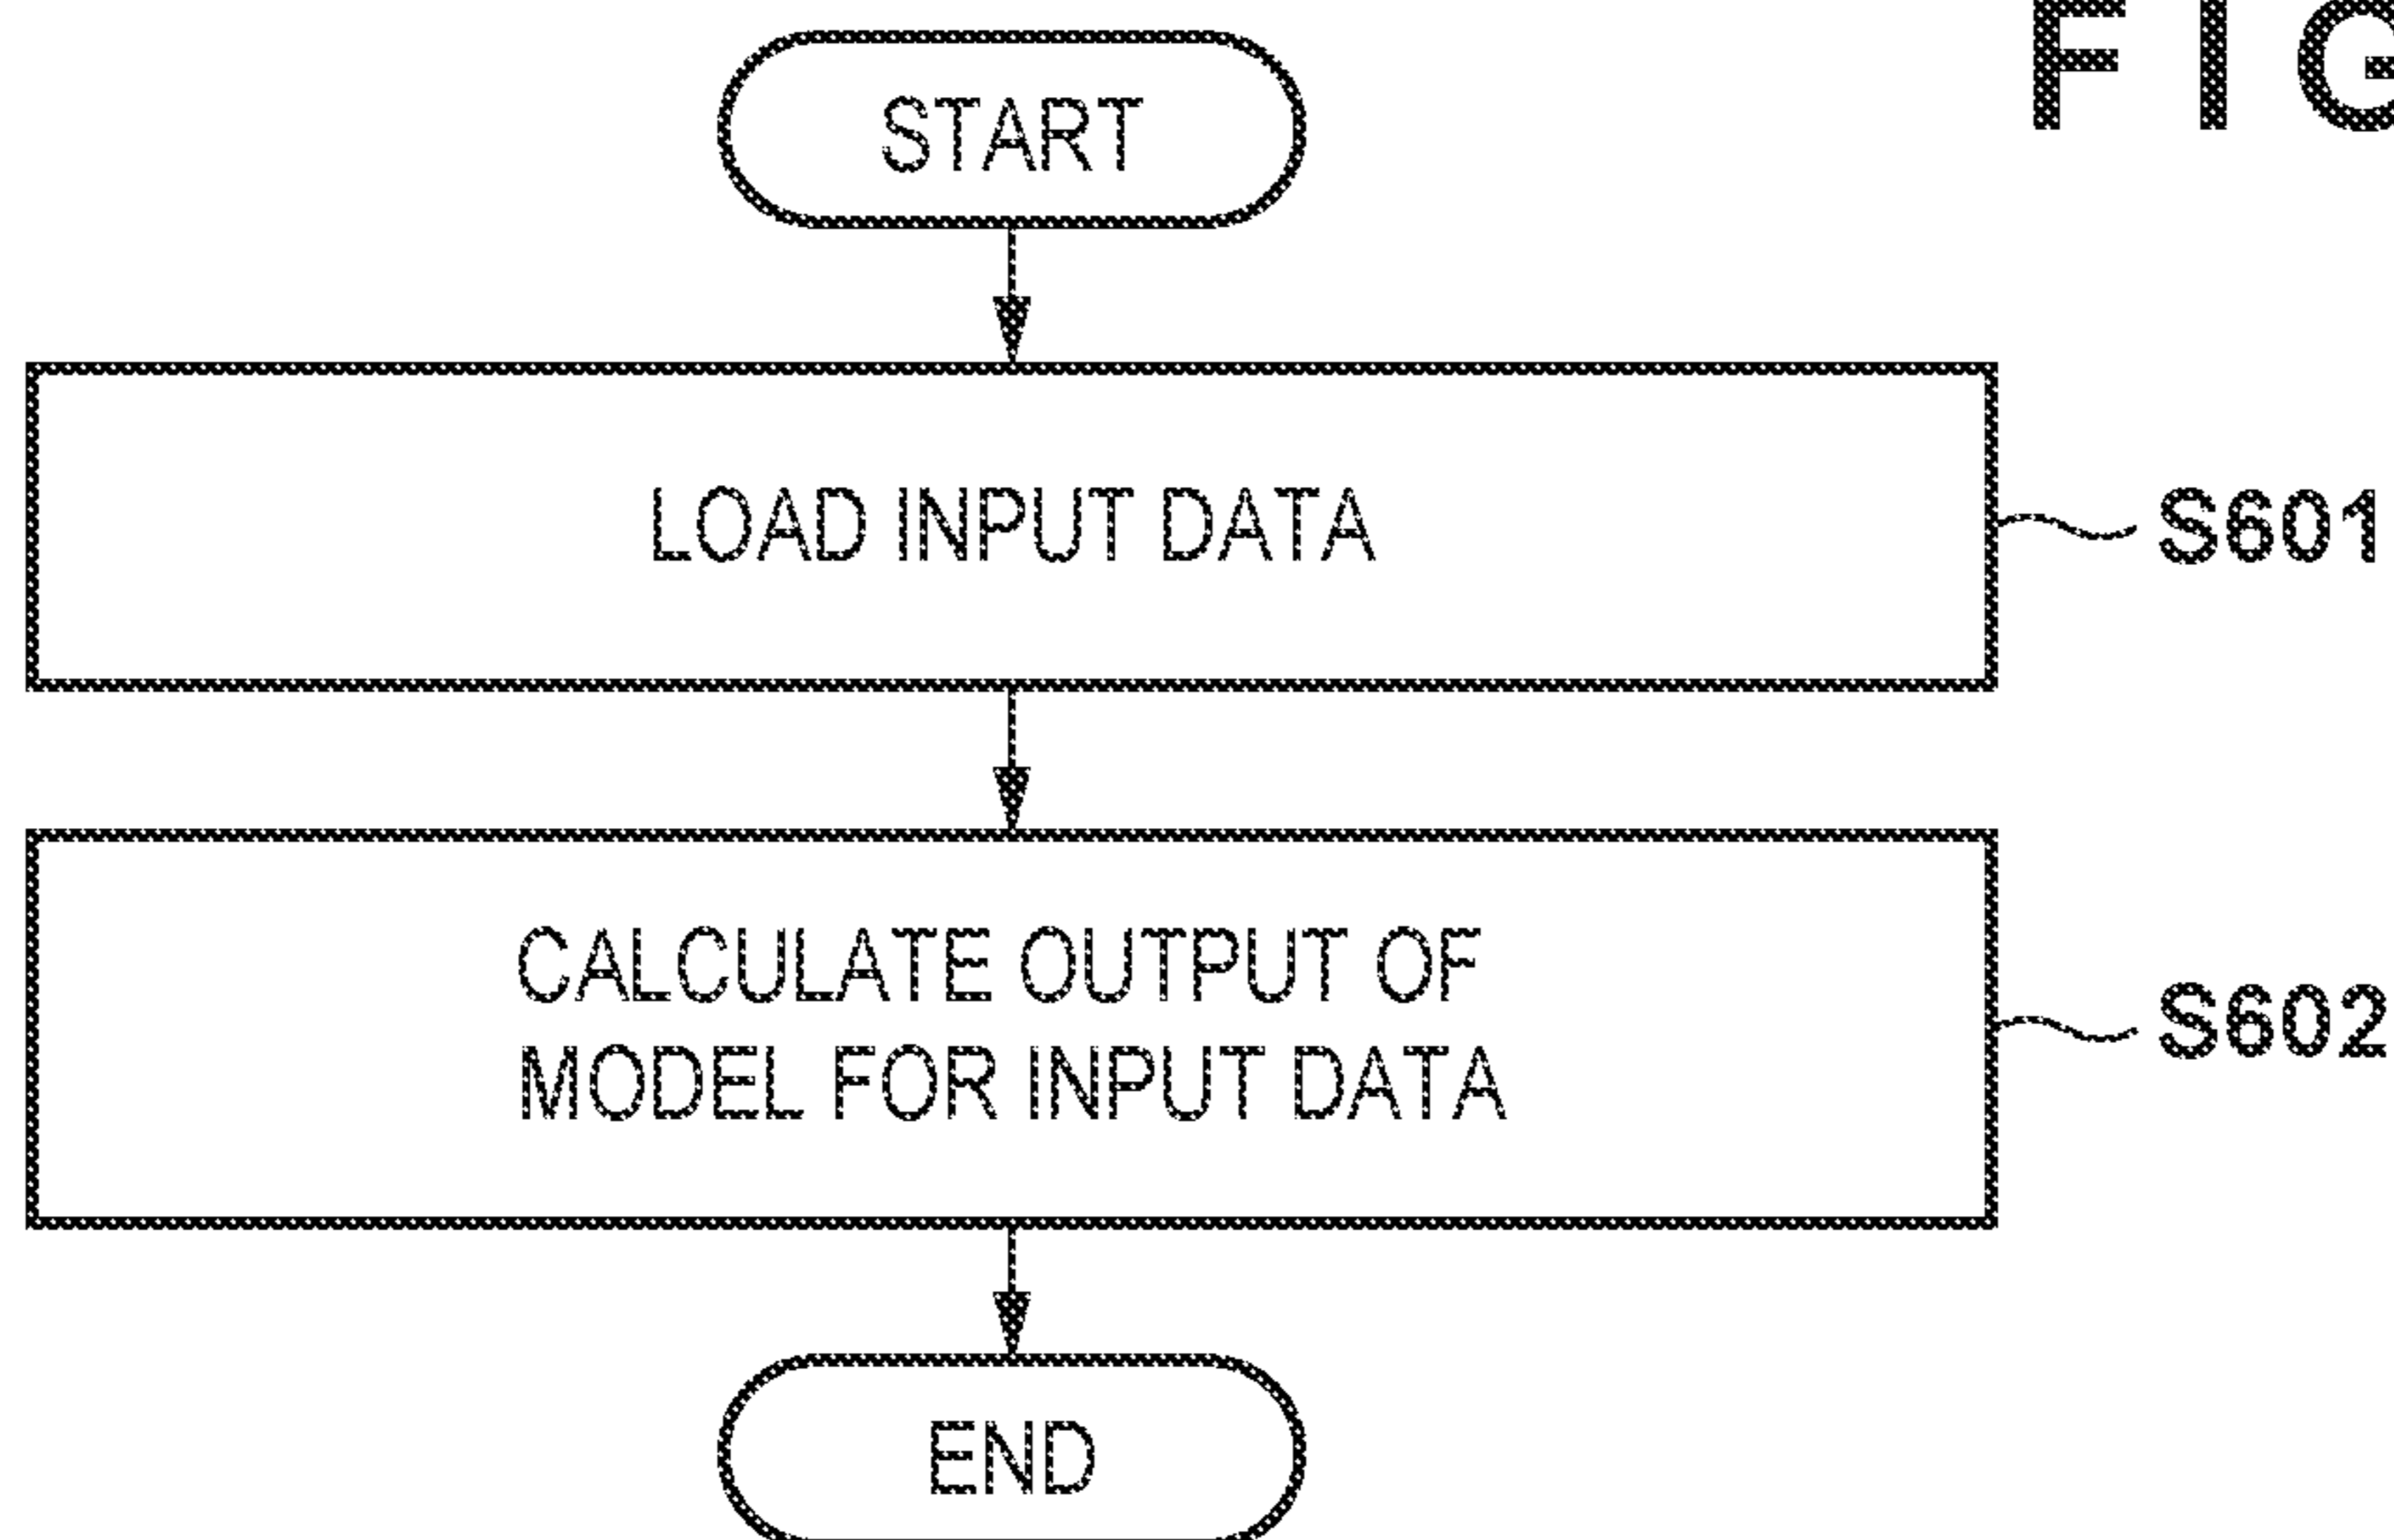 FIG
START
LOAD INPUT DATA
S601
CALCULATE OUTPUT OF
MODEL FOR INPUT DATA
S602
END